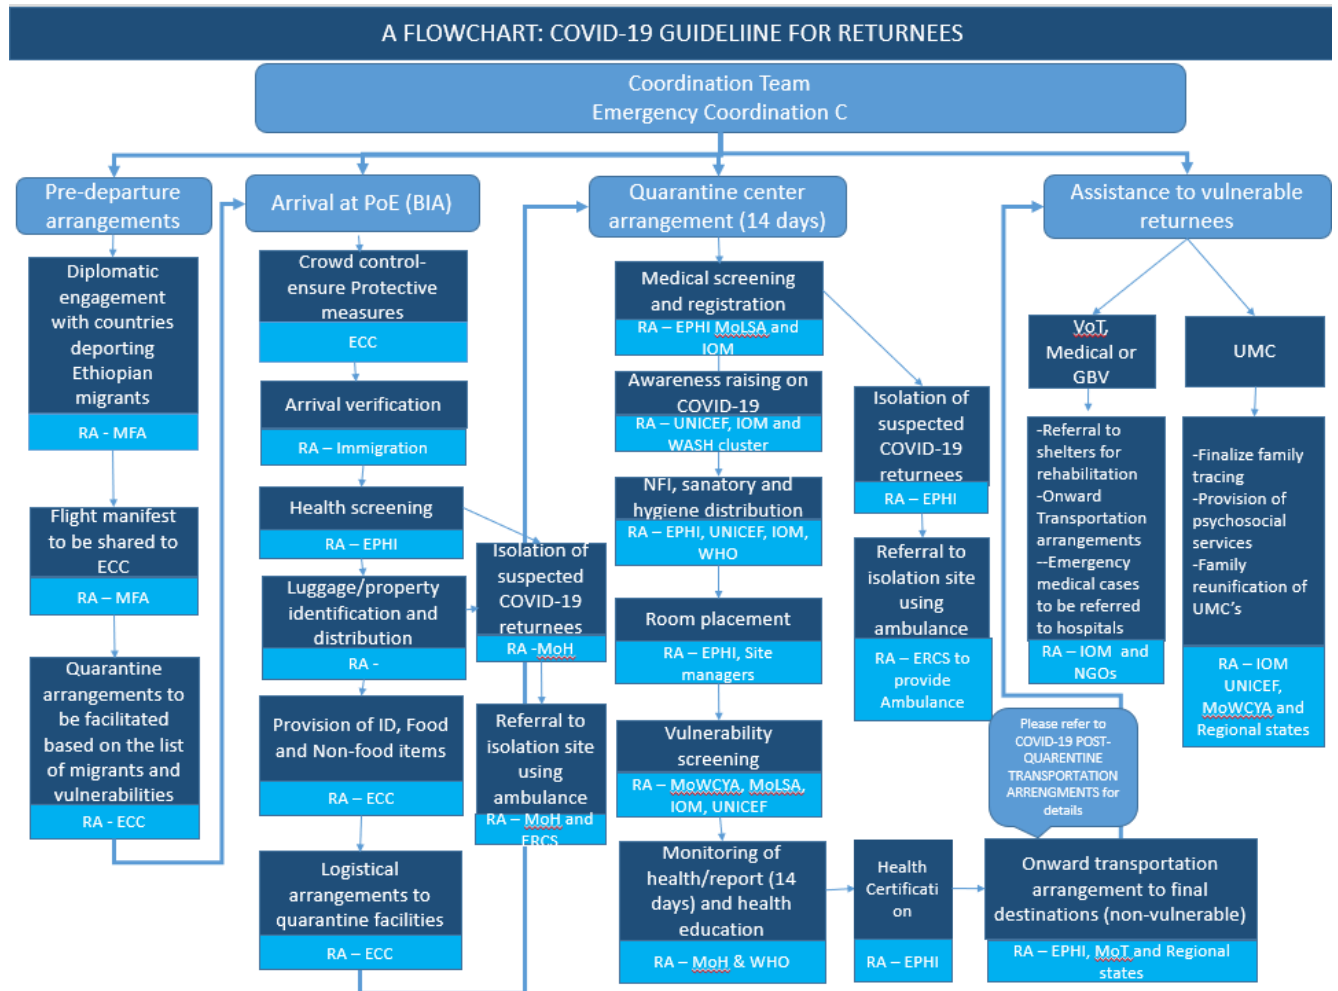 A FLOWCHART: COVID-19 GUIDELIINE FOR RETURNEES
Coordination Team
Emergency Coordination C
Pre-departure
arrangements
Diplomatic
engagement
with countries
deporting
Ethiopian
migrants
RA - MFA
Flight manifest
to be shared to
ECC
RA – MFA
Quarantine
arrangements to
be facilitated
based on the list
of migrants and
vulnerabilities
RA - ECC
Arrival at PoE (BIA)
Crowd control-
ensure Protective
measures
ECC
Arrival verification
RA – Immigration
Health screening
RA – EPHI
Luggage/property
identification and
distribution
RA -
Provision of ID, Food
and Non-food items
RA – ECC
Logistical
arrangements to
quarantine facilities
RA – ECC
Isolation of
suspected
COVID-19
returnees
RA -MoH
Referral to
isolation site
using
ambulance
RA – MoH and
ERCS
Quarantine center
arrangement (14 days)
Medical screening
and registration
RA – EPHI MoLSA and
IOM
Awareness raising on
COVID-19
RA – UNICEF, IOM and
WASH cluster
NFI, sanatory and
hygiene distribution
RA – EPHI, UNICEF, IOM,
WHO
Room placement
RA – EPHI, Site
managers
Vulnerability
screening
RA – MoWCYA, MoLSA,
IOM, UNICEF
Monitoring of
health/report (14
days) and health
education
RA – MoH & WHO
Isolation of
suspected
COVID-19
returnees
RA – EPHI
Referral to
isolation site
using
ambulance
RA – ERCS to
provide
Ambulance
Health
Certificati
on
RA – EPHI
Assistance to vulnerable
returnees
VoT,
Medical or
GBV
-Referral to
shelters for
rehabilitation
-Onward
Transportation
arrangements
--Emergency
medical cases
to be referred
to hospitals
RA – IOM and
NGOs
UMC
-Finalize family
tracing
-Provision of
psychosocial
services
-Family
reunification of
UMC's
RA – IOM
UNICEF,
MoWCYA and
Regional states
Please refer to
COVID-19 POST-
QUARENTINE
TRANSPORTATION
ARRENGMENTS for
details
Onward transportation
arrangement to final
destinations (non-vulnerable)
RA – EPHI, MoT and Regional
states